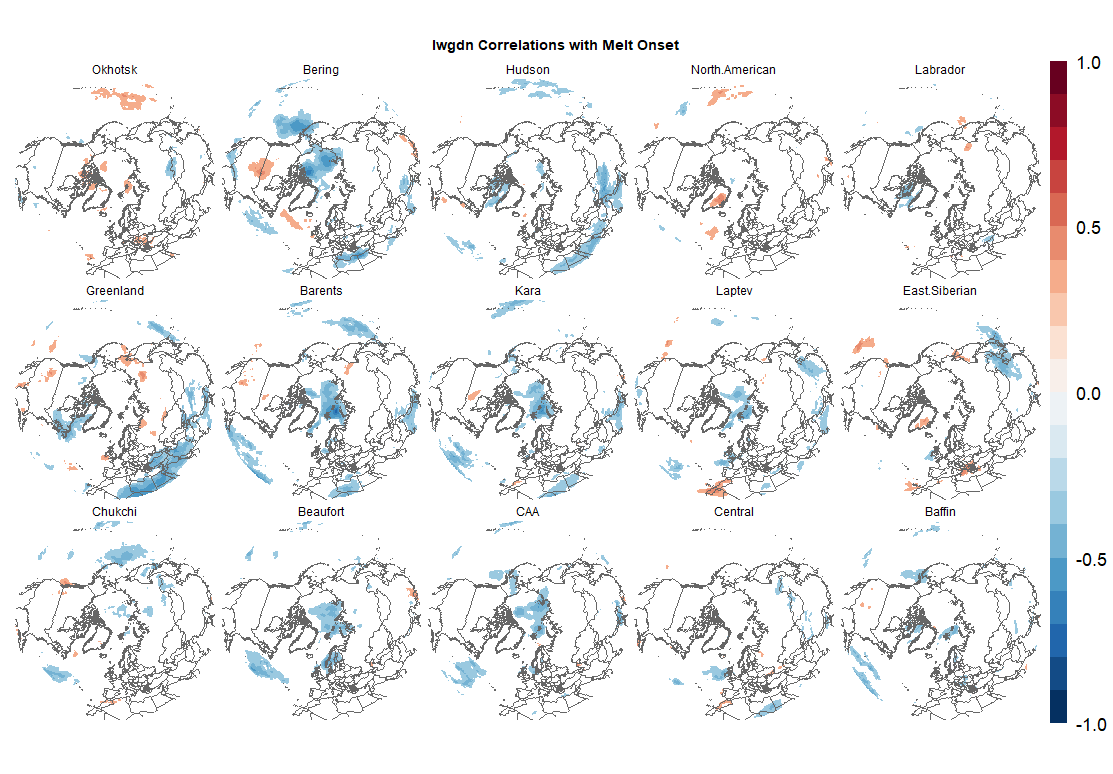 lwgdn Correlations with Melt Onset
Okhotsk
Bering
Hudson
North.American
Labrador
Greenland
Barents
Kara
Laptev
East.Siberian
Chukchi
Beaufort
CAA
Central
Baffin
1.0
0.5
0.0
-0.5
-1.0